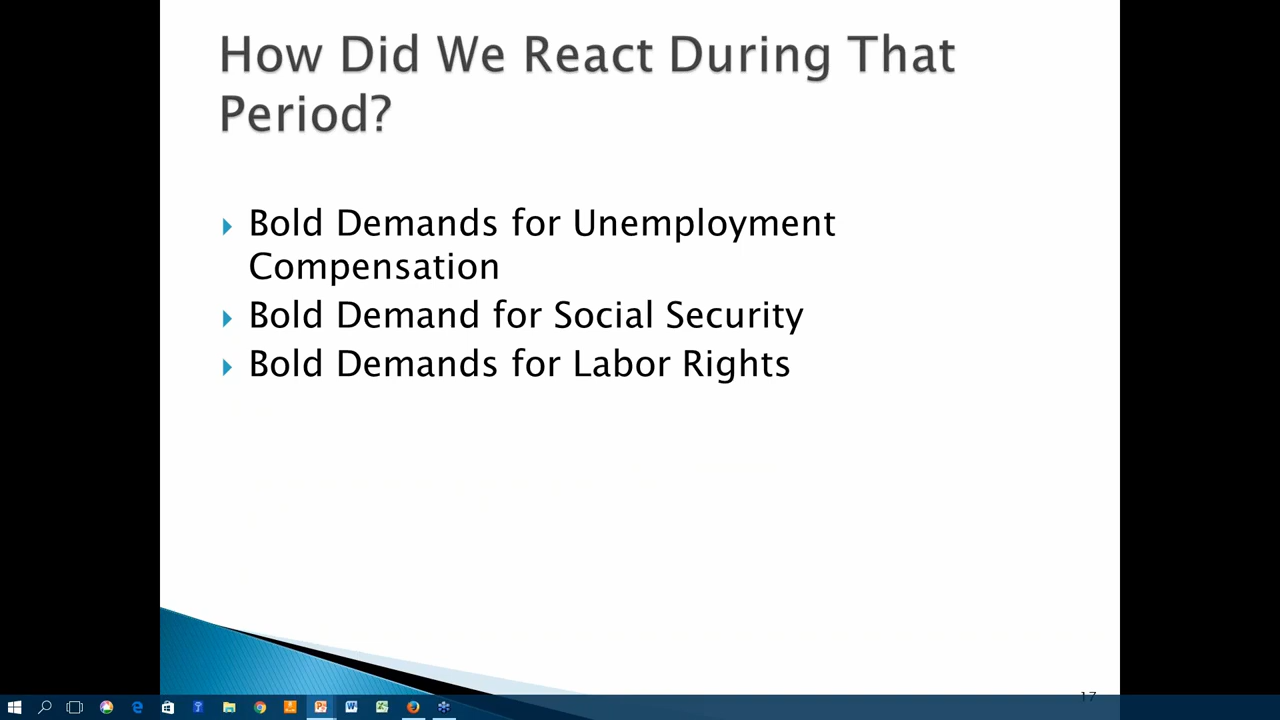 How Did We React During That
Period?
Bold Demands for Unemployment
Compensation
Bold Demand for Social Security
Bold Demands for Labor Rights
17